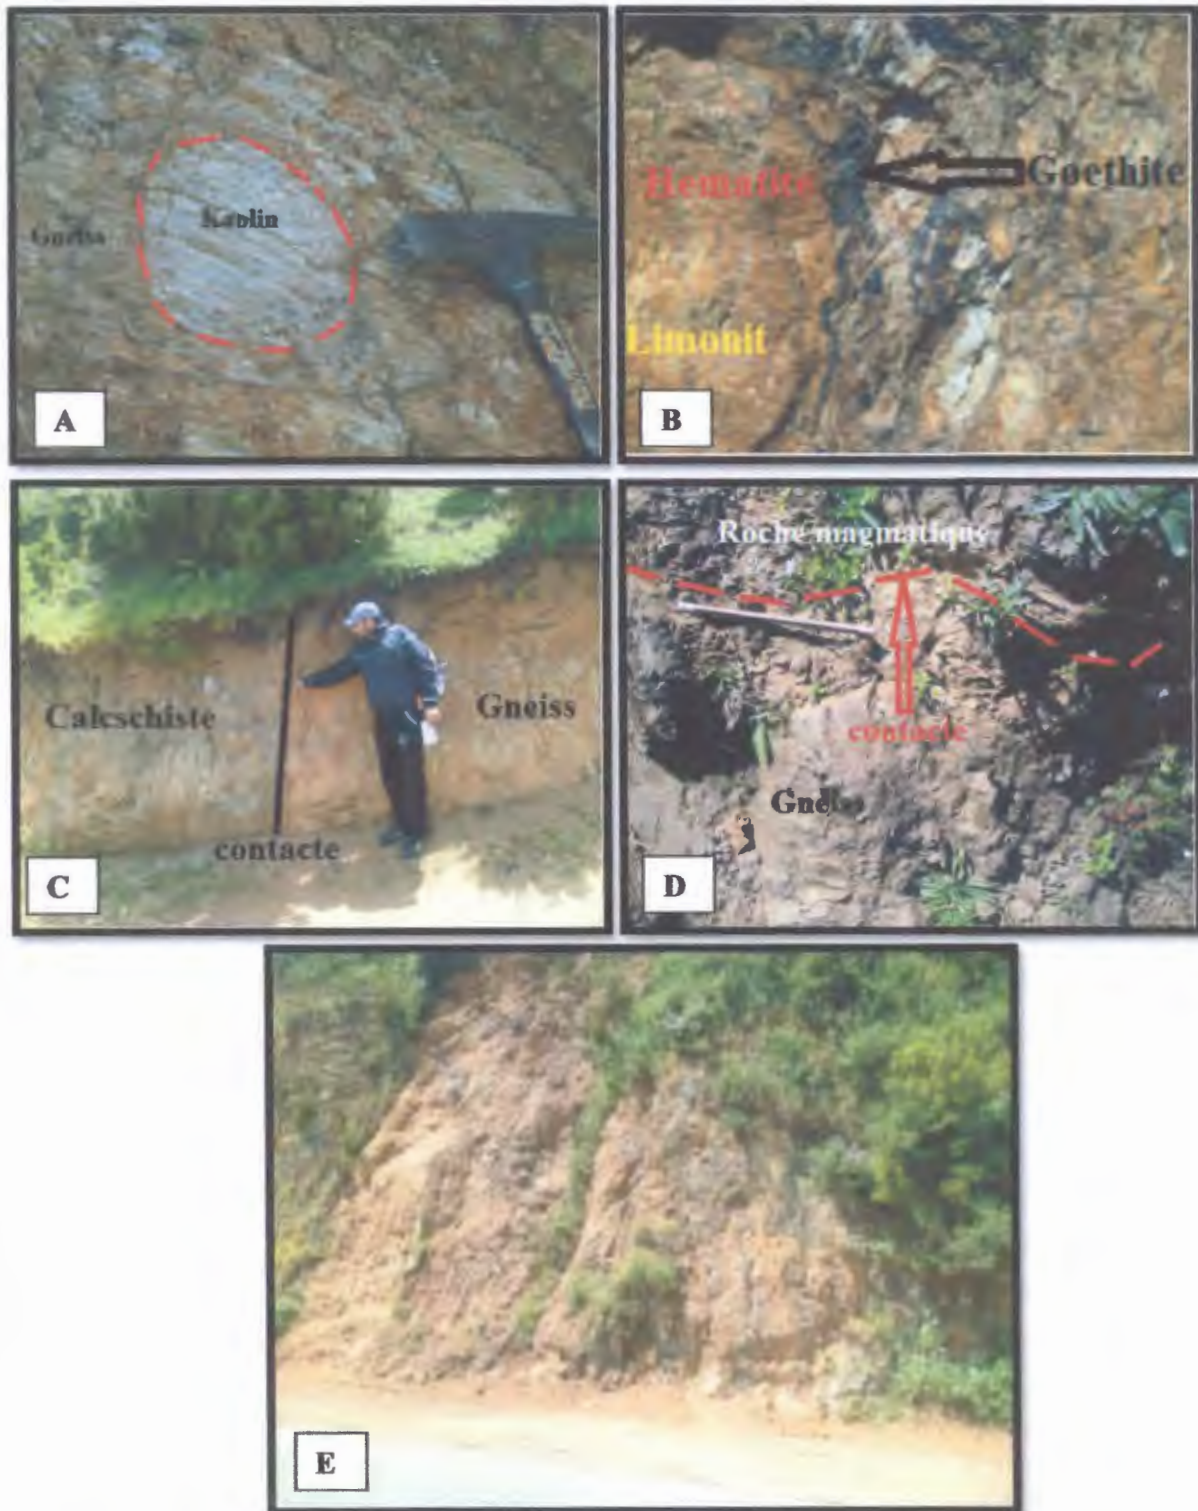 Gneiss
Kaolin
A
Hematite
Goethite
Limonit
B
Calcschiste
Gneiss
contacte
C
Roche magmatique
contacte
Gneiss
D
E